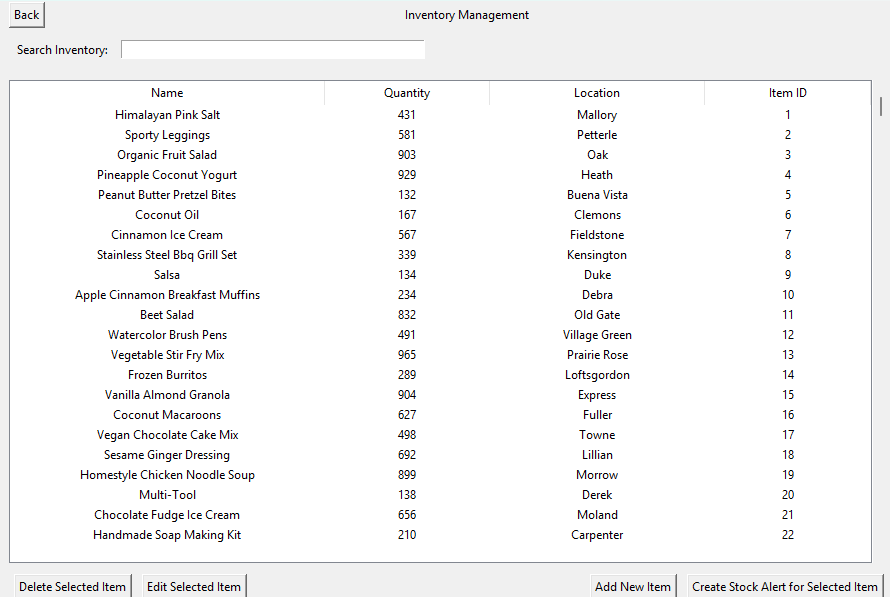 Back Inventory Management
Search Inventory:
Name Quantity Location Item ID
Himalayan Pink Salt 431 Mallory 1
Sporty Leggings 581 Petterle 2
Organic Fruit Salad 903 Oak 3
Pineapple Coconut Yogurt 929 Heath 4
Peanut Butter Pretzel Bites 132 Buena Vista 5
Coconut Oil 167 Clemons 6
Cinnamon Ice Cream 567 Fieldstone 7
Stainless Steel Bbq Grill Set 339 Kensington 8
Salsa 134 Duke 9
Apple Cinnamon Breakfast Muffins 234 Debra 10
Beet Salad 832 Old Gate 11
Watercolor Brush Pens 491 Village Green 12
Vegetable Stir Fry Mix 965 Prairie Rose 13
Frozen Burritos 289 Loftsgordon 14
Vanilla Almond Granola 904 Express 15
Coconut Macaroons 627 Fuller 16
Vegan Chocolate Cake Mix 498 Towne 17
Sesame Ginger Dressing 692 Lillian 18
Homestyle Chicken Noodle Soup 899 Morrow 19
Multi-Tool 138 Derek 20
Chocolate Fudge Ice Cream 656 Moland 21
Handmade Soap Making Kit 210 Carpenter 22
Delete Selected Item Edit Selected Item Add New Item Create Stock Alert for Selected Item